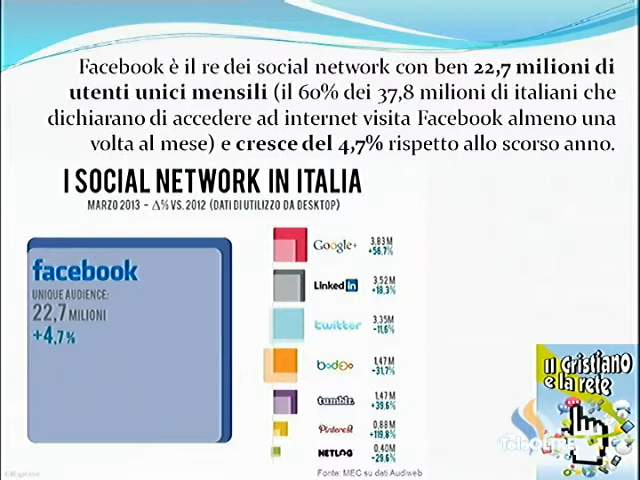 Facebook è il re dei social network con ben 22,7 milioni di
utenti unici mensili (il 60% dei 37,8 milioni di italiani che
dichiarano di accedere ad internet visita Facebook almeno una
volta al mese) e cresce del 4,7% rispetto allo scorso anno.
I SOCIAL NETWORK IN ITALIA
MARZO 2013 - Δ% VS. 2012 (DATI DI UTILIZZO DA DESKTOP)
facebook
UNIQUE AUDIENCE:
22,7 MILIONI
+4,7%
Google+ 3,83M
+56,7%
Linked in 3,52M
+18,3%
twitter 3,35M
-11,6%
badoo 1,47M
-31,7%
tumblr. 1,47M
+39,6%
Pinterest 0,88M
+119,8%
NETLOG 0,40M
-29,6%
Fonte: MEC su dati Audiweb
Il cristiano
e la rete